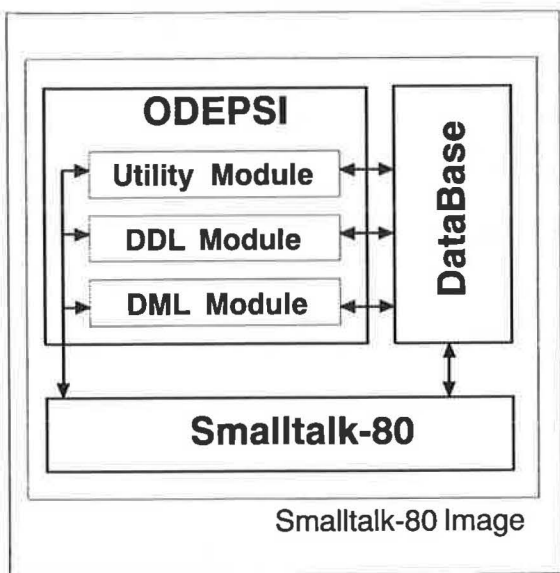 ODEPSI
Utility Module
DDL Module
DML Module
DataBase
Smalltalk-80
Smalltalk-80 Image